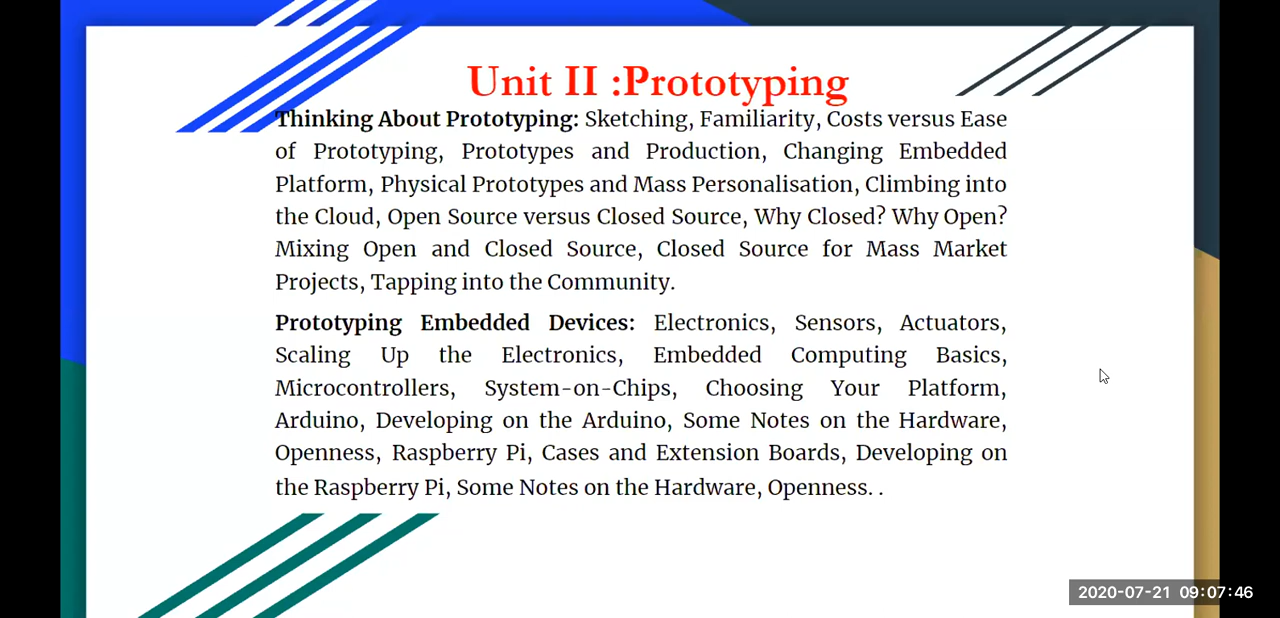 Unit II :Prototyping
Thinking About Prototyping: Sketching, Familiarity, Costs versus Ease
of Prototyping, Prototypes and Production, Changing Embedded
Platform, Physical Prototypes and Mass Personalisation, Climbing into
the Cloud, Open Source versus Closed Source, Why Closed? Why Open?
Mixing Open and Closed Source, Closed Source for Mass Market
Projects, Tapping into the Community.
Prototyping Embedded Devices: Electronics, Sensors, Actuators,
Scaling Up the Electronics, Embedded Computing Basics,
Microcontrollers, System-on-Chips, Choosing Your Platform,
Arduino, Developing on the Arduino, Some Notes on the Hardware,
Openness, Raspberry Pi, Cases and Extension Boards, Developing on
the Raspberry Pi, Some Notes on the Hardware, Openness. .
2020-07-21 09:07:46